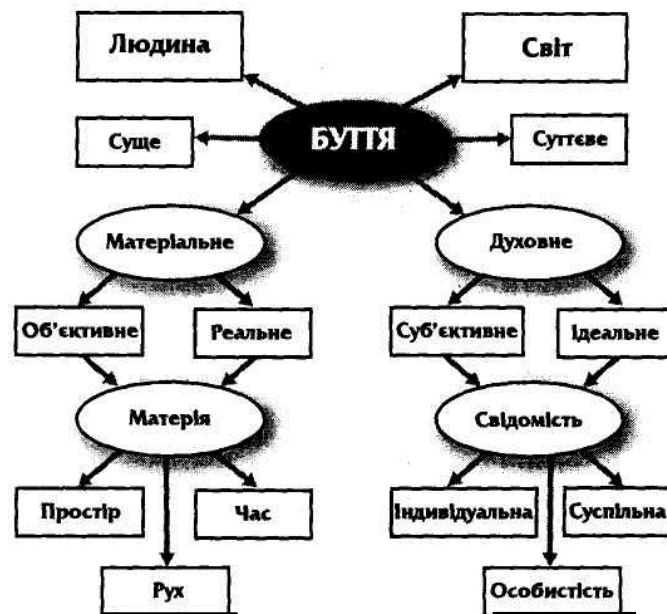 Людина
Світ
БУТТЯ
Суще
Суттєве
Матеріальне
Духовне
Об'єктивне
Реальне
Суб'єктивне
Ідеальне
Матерія
Свідомість
Простір
Час
Індивідуальна
Суспільна
Рух
Особистість